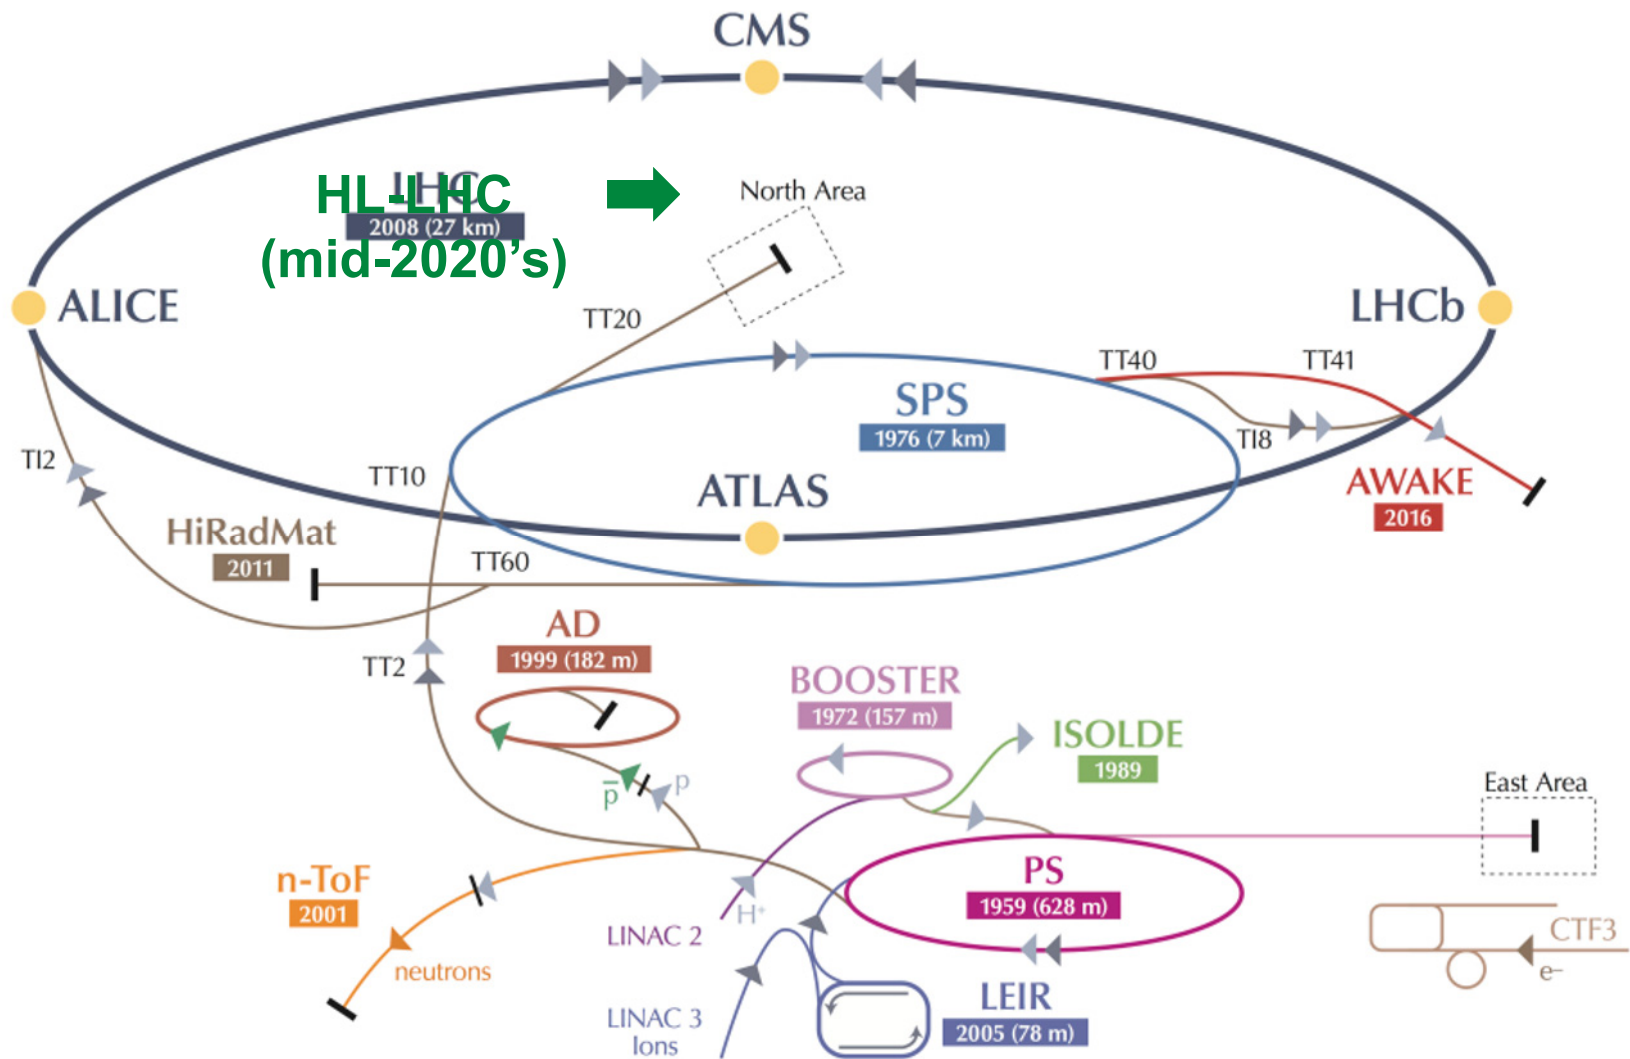 CMS
LHC
HL-LHC
2008 (27 km)
(mid-2020's)
North Area
ALICE
LHCb
TT20
TT40
TT41
SPS
1976 (7 km)
TI2
TI8
TT10
ATLAS
AWAKE
2016
HiRadMat
2011
TT60
AD
1999 (182 m)
TT2
BOOSTER
1972 (157 m)
ISOLDE
1989
p̅
p
East Area
n-ToF
2001
PS
1959 (628 m)
H⁺
LINAC 2
neutrons
CTF3
e–
LEIR
2005 (78 m)
LINAC 3
Ions